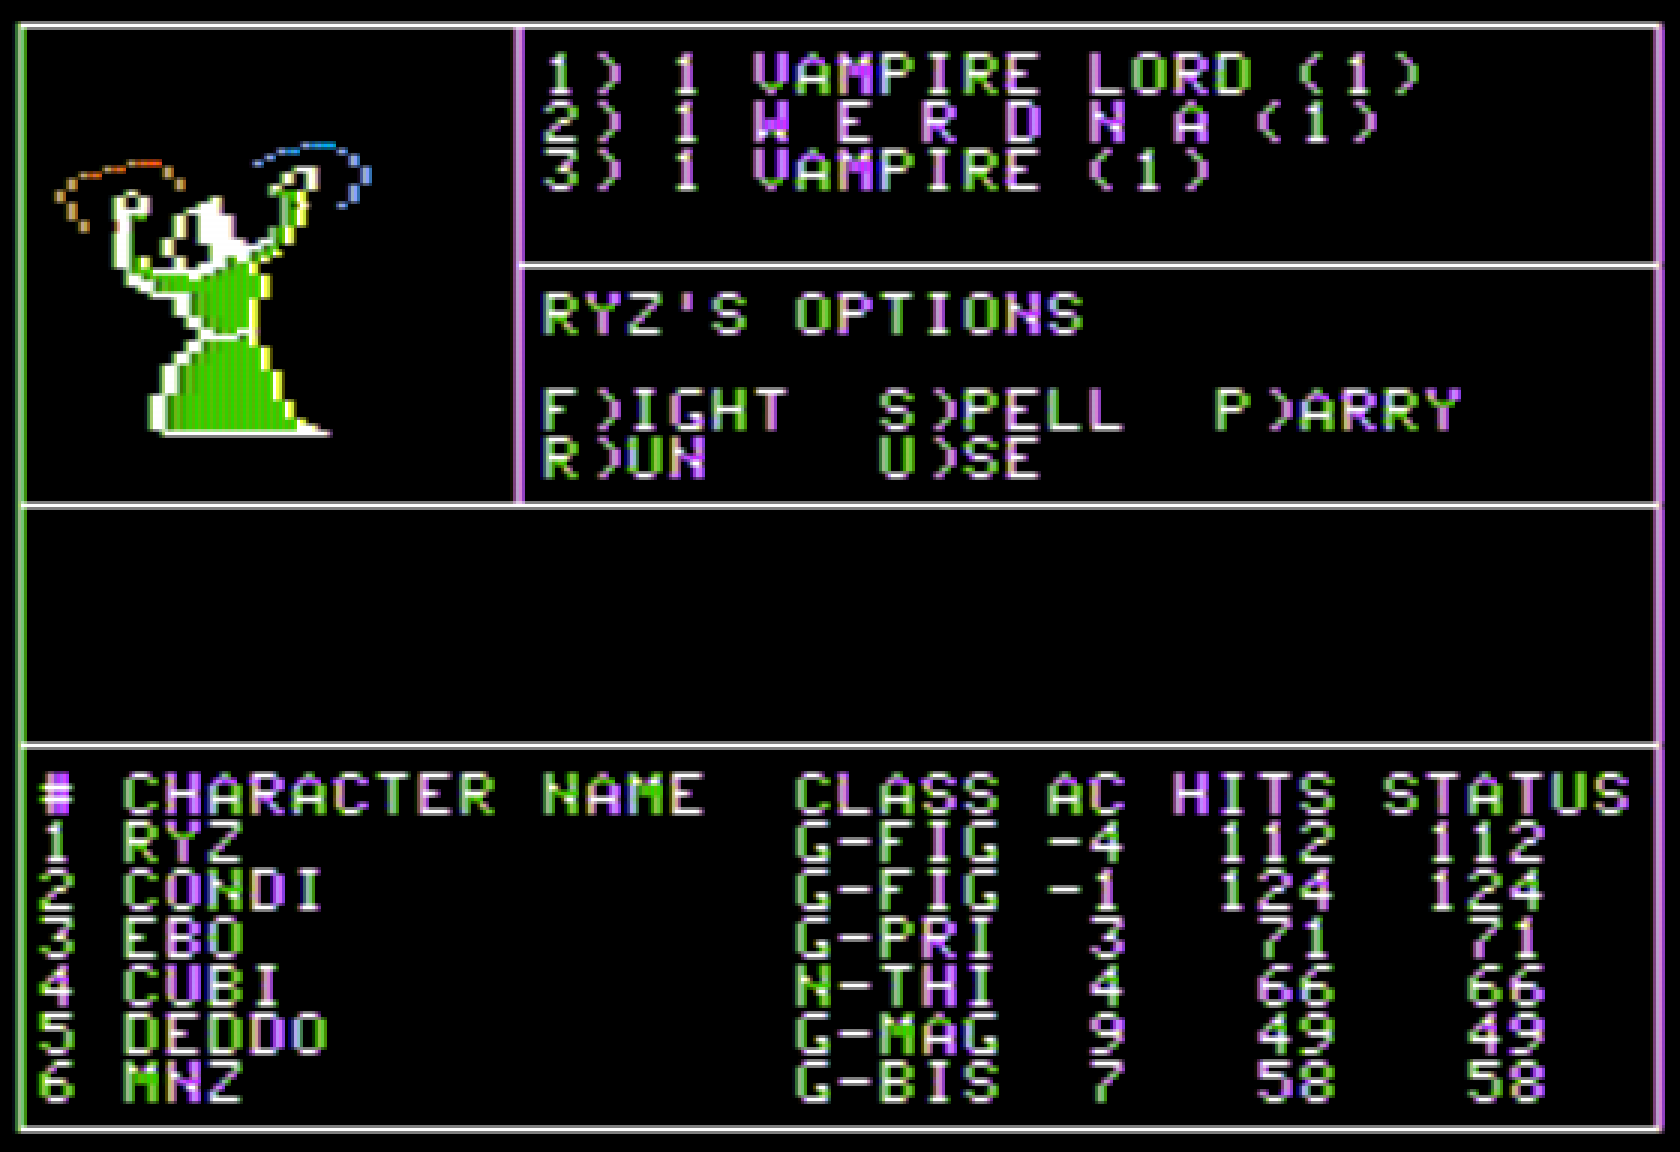 1) 1 VAMPIRE LORD (1)
2) 1 W E R D N A (1)
3) 1 VAMPIRE (1)
RYZ'S OPTIONS
F)IGHT S)PELL P)ARRY
R)UN U)SE
# CHARACTER NAME CLASS AC HITS STATUS
1 RYZ G-FIG -4 112 112
2 CONDI G-FIG -1 124 124
3 EBO G-PRI 3 71 71
4 CUBI N-THI 4 66 66
5 DEDDO G-MAG 9 49 49
6 MNZ G-BIS 7 58 58